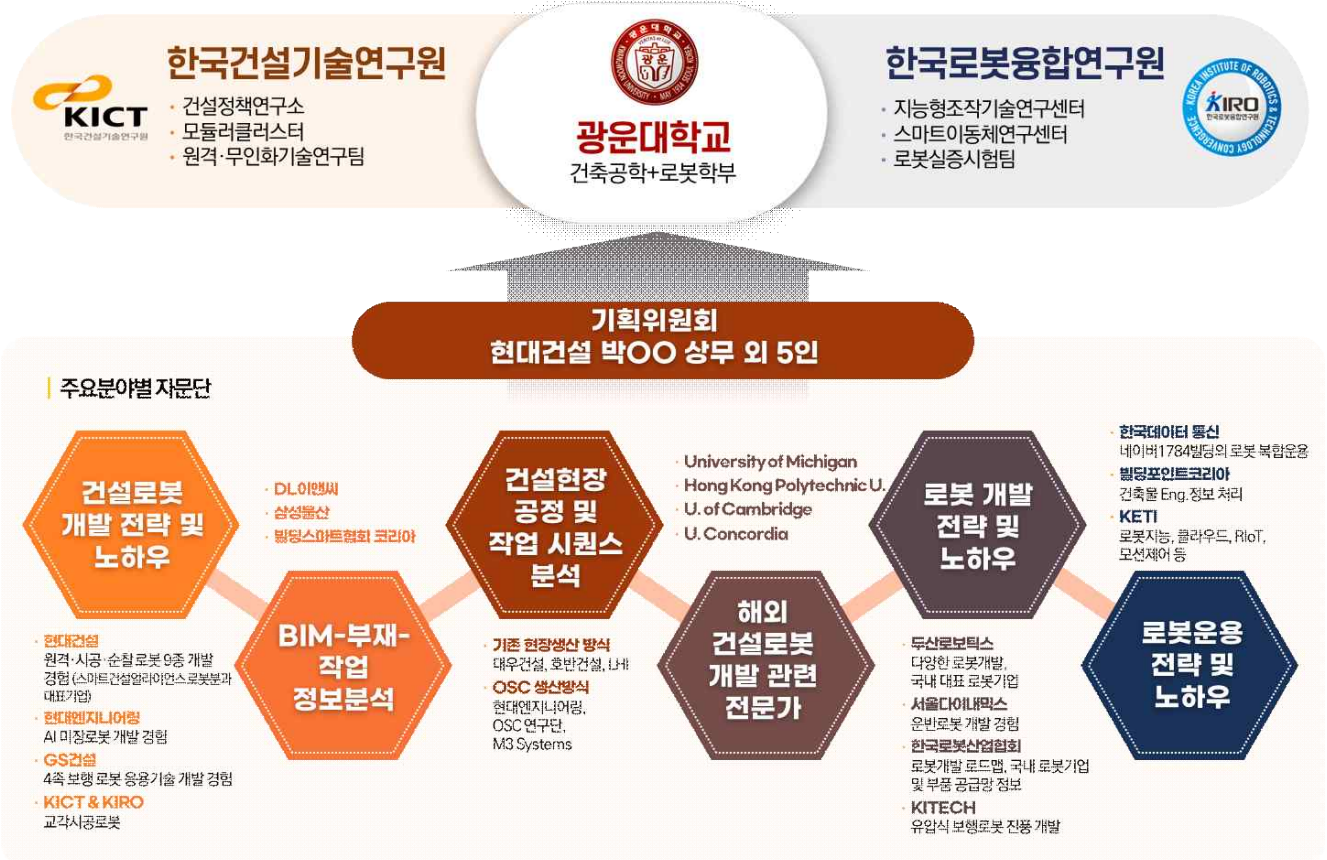 KICT
한국건설기술연구원
한국건설기술연구원
· 건설정책연구소
· 모듈러클러스터
· 원격·무인화기술연구팀
광운대학교
KWANGWOON UNIVERSITY · MAY 1934 SEOUL KOREA
광운
광운대학교
건축공학+로봇학부
한국로봇융합연구원
· 지능형조작기술연구센터
· 스마트이동체연구센터
· 로봇실증시험팀
KOREA INSTITUTE OF ROBOTICS & TECHNOLOGY CONVERGENCE
KIRO
한국로봇융합연구원
기획위원회
현대건설 박OO 상무 외 5인
주요분야별 자문단
건설로봇
개발 전략 및
노하우
· 현대건설
원격·시공·순찰로봇 9종 개발
경험 (스마트건설얼라이언스 로봇분과
대표기업)
· 현대엔지니어링
AI 미장로봇 개발 경험
· GS건설
4족 보행 로봇 응용기술 개발 경험
· KICT & KIRO
교각시공로봇
· DL이앤씨
· 삼성물산
· 빌딩스마트협회 코리아
BIM-부재-
작업
정보분석
건설현장
공정 및
작업 시퀀스
분석
· 기존 현장생산 방식
대우건설, 호반건설, LHI
· OSC 생산방식
현대엔지니어링,
OSC 연구단,
M3 Systems
· University of Michigan
· Hong Kong Polytechnic U.
· U. of Cambridge
· U. Concordia
해외
건설로봇
개발 관련
전문가
로봇 개발
전략 및
노하우
· 두산로보틱스
다양한 로봇개발,
국내 대표 로봇기업
· 서울다이내믹스
운반로봇 개발 경험
· 한국로봇산업협회
로봇개발 로드맵, 국내 로봇기업
및 부품 공급망 정보
· KITECH
유압식 보행로봇 진풍 개발
· 한국데이터 통신
네이버1784빌딩의 로봇 복합운용
· 빌딩포인트코리아
건축물 Eng.정보 처리
· KETI
로봇지능, 클라우드, RIoT,
모션제어 등
로봇운용
전략 및
노하우